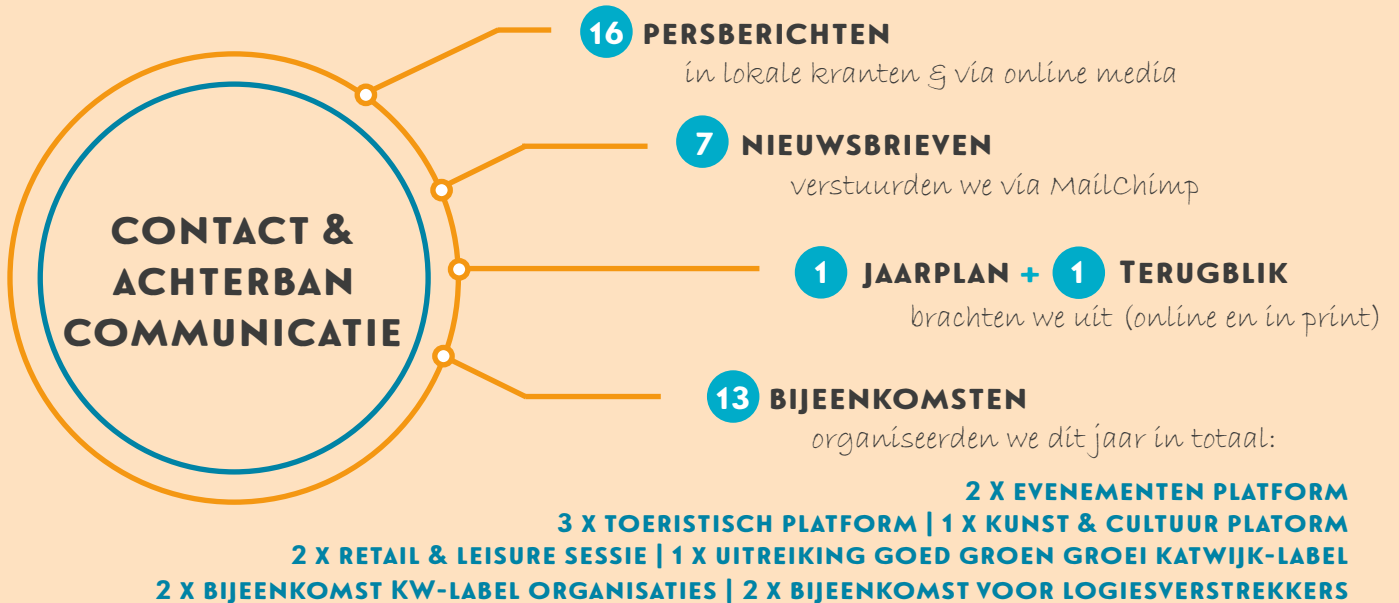 CONTACT &
ACHTERBAN
COMMUNICATIE
16 PERSBERICHTEN
in lokale kranten & via online media
7 NIEUWSBRIEVEN
verstuurden we via MailChimp
1 JAARPLAN + 1 TERUGBLIK
brachten we uit (online en in print)
13 BIJEENKOMSTEN
organiseerden we dit jaar in totaal:
2 X EVENEMENTEN PLATFORM
3 X TOERISTISCH PLATFORM | 1 X KUNST & CULTUUR PLATORM
2 X RETAIL & LEISURE SESSIE | 1 X UITREIKING GOED GROEN GROEI KATWIJK-LABEL
2 X BIJEENKOMST KW-LABEL ORGANISATIES | 2 X BIJEENKOMST VOOR LOGIESVERSTREKKERS